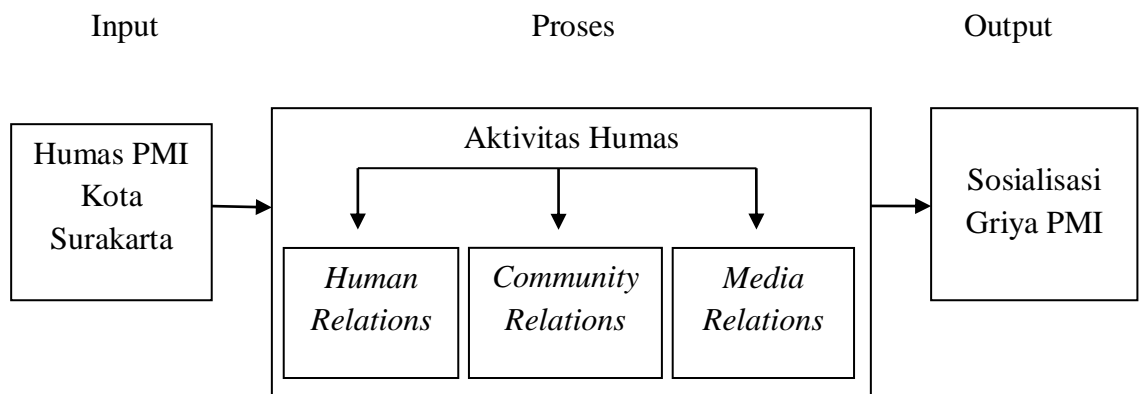 Input
Proses
Output
Humas PMI
Kota
Surakarta
Aktivitas Humas
Human
Relations
Community
Relations
Media
Relations
Sosialisasi
Griya PMI